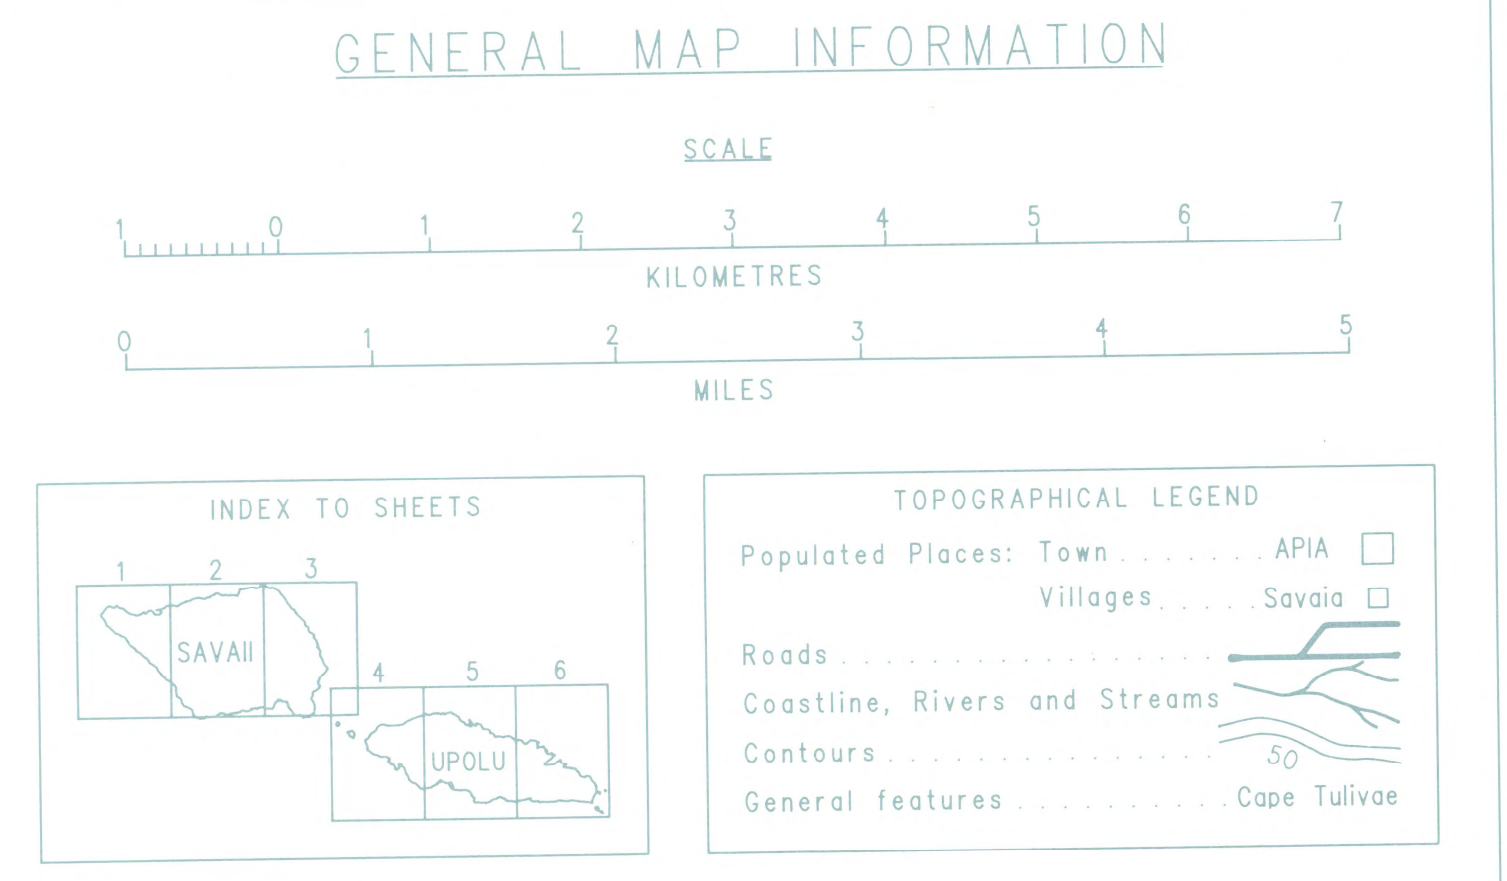 GENERAL MAP INFORMATION
SCALE
1 0 1 2 3 4 5 6 7
KILOMETRES
0 1 2 3 4 5
MILES
INDEX TO SHEETS
1 2 3
SAVAII
4 5 6
UPOLU
TOPOGRAPHICAL LEGEND
Populated Places: Town . . . . . . . APIA
Villages. . . . . Savaia
Roads . . . . . . . . . . . . . . . . . .
Coastline, Rivers and Streams
Contours . . . . . . . . . . . . . . . 50
General features . . . . . . . . . . Cape Tulivae